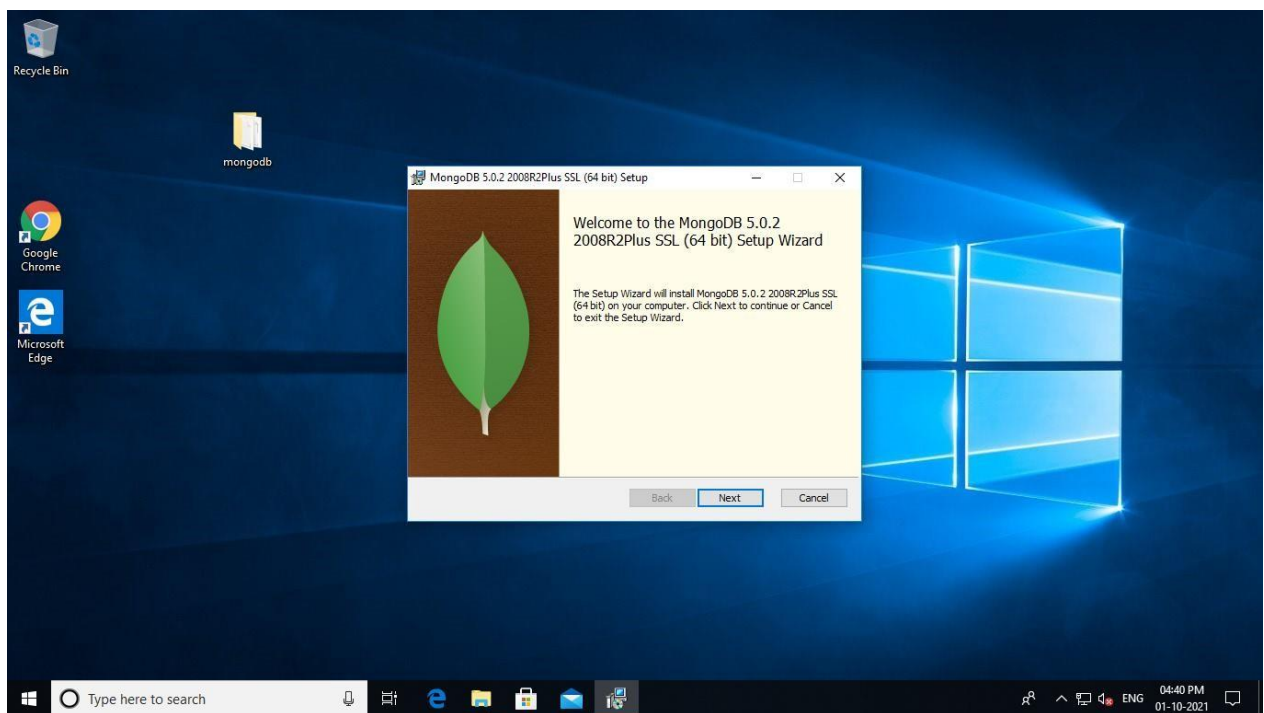 Recycle Bin
mongodb
Google
Chrome
Microsoft
Edge
MongoDB 5.0.2 2008R2Plus SSL (64 bit) Setup
Welcome to the MongoDB 5.0.2
2008R2Plus SSL (64 bit) Setup Wizard
The Setup Wizard will install MongoDB 5.0.2 2008R2Plus SSL
(64 bit) on your computer. Click Next to continue or Cancel
to exit the Setup Wizard.
Back Next Cancel
Type here to search
ENG
04:40 PM
01-10-2021